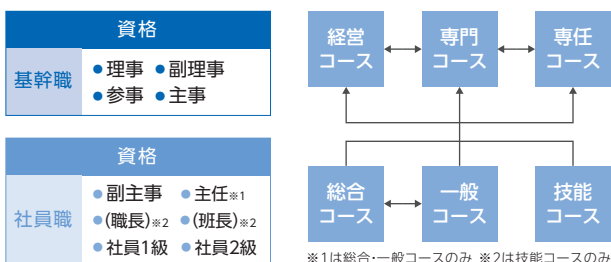 資格
基幹職
●理事 ●副理事
●参事 ●主事
資格
社員職
●副主事 ●主任※1
●(職長)※2 ●(班長)※2
●社員1級 ●社員2級
経営
コース
専門
コース
専任
コース
総合
コース
一般
コース
技能
コース
※1は総合・一般コースのみ ※2は技能コースのみ